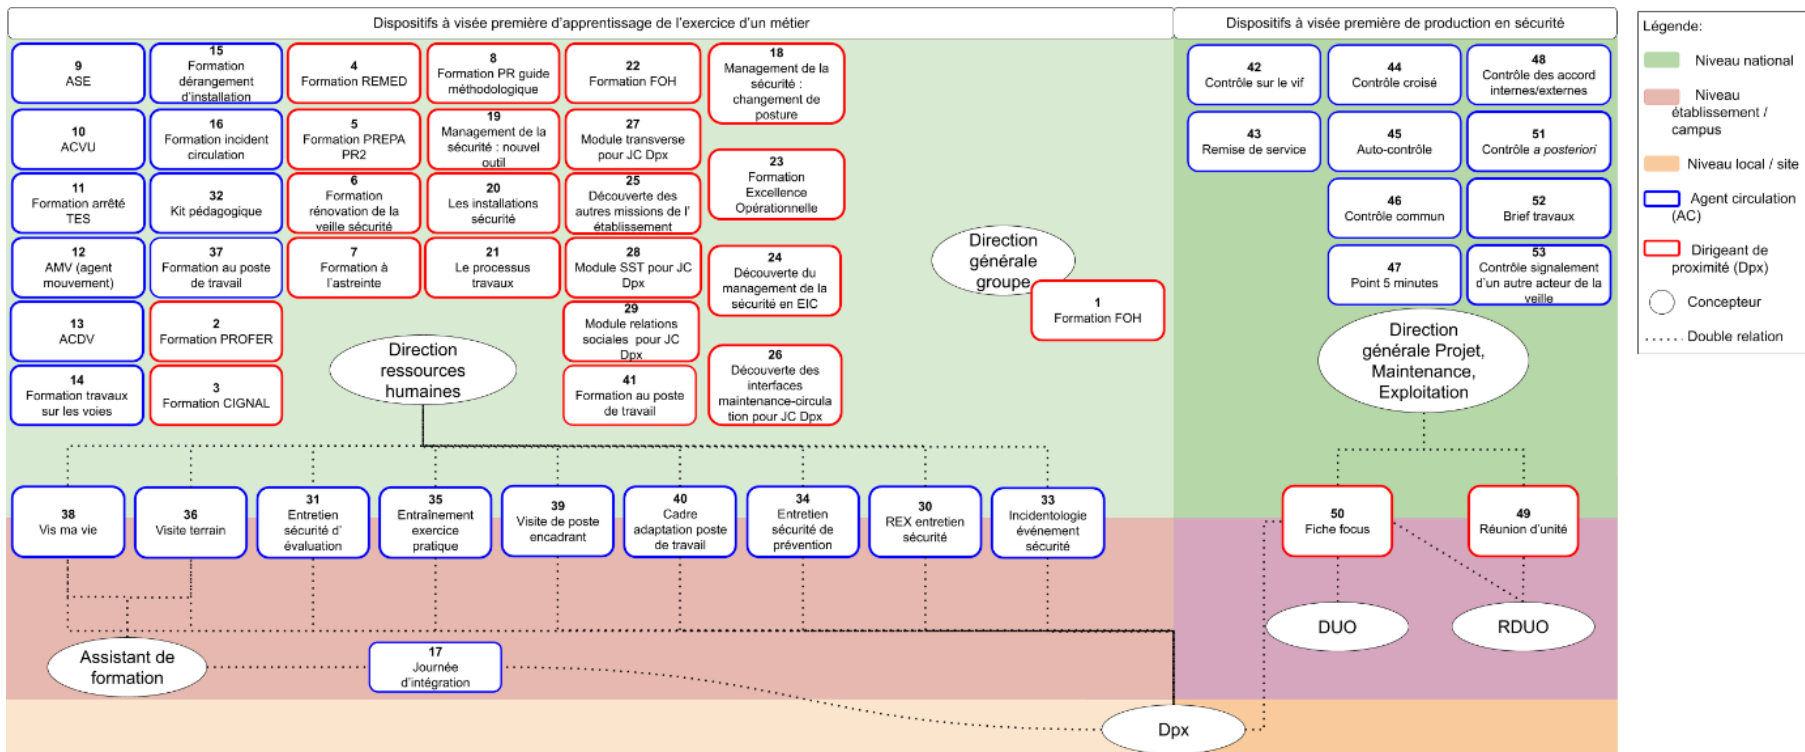 Dispositifs à visée première d'apprentissage de l'exercice d'un métier
Dispositifs à visée première de production en sécurité
9
ASE
15
Formation
dérangement
d'installation
4
Formation REMED
8
Formation PR guide
méthodologique
22
Formation FOH
18
Management de la
sécurité :
changement de
posture
10
ACVU
16
Formation incident
circulation
5
Formation PREPA
PR2
19
Management de la
sécurité : nouvel
outil
27
Module transverse
pour JC Dpx
23
Formation
Excellence
Opérationnelle
11
Formation arrêté
TES
32
Kit pédagogique
6
Formation
rénovation de la
veille sécurité
20
Les installations
sécurité
25
Découverte des
autres missions de l'
établissement
12
AMV (agent
mouvement)
37
Formation au poste
de travail
7
Formation à
l'astreinte
21
Le processus
travaux
28
Module SST pour JC
Dpx
24
Découverte du
management de la
sécurité en EIC
13
ACDV
2
Formation PROFER
29
Module relations
sociales pour JC
Dpx
14
Formation travaux
sur les voies
3
Formation CIGNAL
41
Formation au poste
de travail
26
Découverte des
interfaces
maintenance-circula
tion pour JC Dpx
Direction
ressources
humaines
Direction
générale
groupe
1
Formation FOH
42
Contrôle sur le vif
44
Contrôle croisé
48
Contrôle des accord
internes/externes
43
Remise de service
45
Auto-contrôle
51
Contrôle a posteriori
46
Contrôle commun
52
Brief travaux
47
Point 5 minutes
53
Contrôle signalement
d'un autre acteur de la
veille
Direction
générale Projet,
Maintenance,
Exploitation
38
Vis ma vie
36
Visite terrain
31
Entretien
sécurité d'
évaluation
35
Entraînement
exercice
pratique
39
Visite de poste
encadrant
40
Cadre
adaptation poste
de travail
34
Entretien
sécurité de
prévention
30
REX entretien
sécurité
33
Incidentologie
événement
sécurité
50
Fiche focus
49
Réunion d'unité
DUO
RDUO
Assistant de
formation
17
Journée
d'intégration
Dpx
Légende:
Niveau national
Niveau
établissement /
campus
Niveau local / site
Agent circulation
(AC)
Dirigeant de
proximité (Dpx)
Concepteur
Double relation